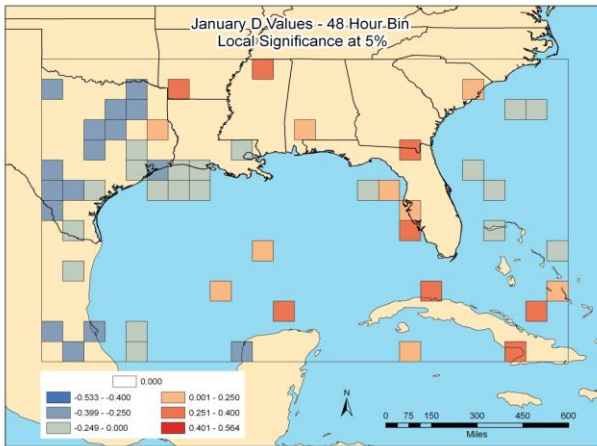 January D Values - 48 Hour Bin
Local Significance at 5%
0.000
-0.533 - -0.400
0.001 - 0.250
-0.399 - -0.250
0.251 - 0.400
-0.249 - 0.000
0.401 - 0.564
N
0 75 150 300 450 600
Miles